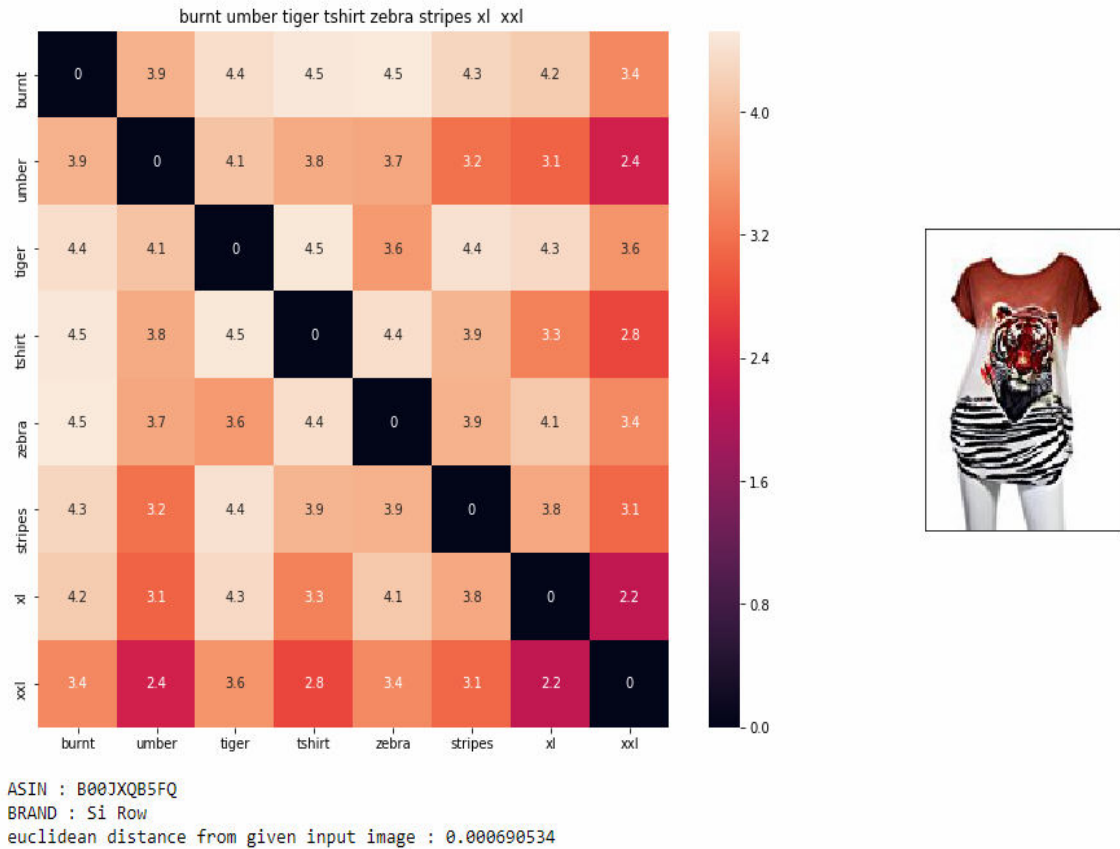 burnt umber tiger tshirt zebra stripes xl  xxl
burnt 0 3.9 4.4 4.5 4.5 4.3 4.2 3.4
umber 3.9 0 4.1 3.8 3.7 3.2 3.1 2.4
tiger 4.4 4.1 0 4.5 3.6 4.4 4.3 3.6
tshirt 4.5 3.8 4.5 0 4.4 3.9 3.3 2.8
zebra 4.5 3.7 3.6 4.4 0 3.9 4.1 3.4
stripes 4.3 3.2 4.4 3.9 3.9 0 3.8 3.1
xl 4.2 3.1 4.3 3.3 4.1 3.8 0 2.2
xxl 3.4 2.4 3.6 2.8 3.4 3.1 2.2 0
burnt umber tiger tshirt zebra stripes xl xxl
4.0
3.2
2.4
1.6
0.8
0.0
ASIN : B00JXQB5FQ
BRAND : Si Row
euclidean distance from given input image : 0.000690534